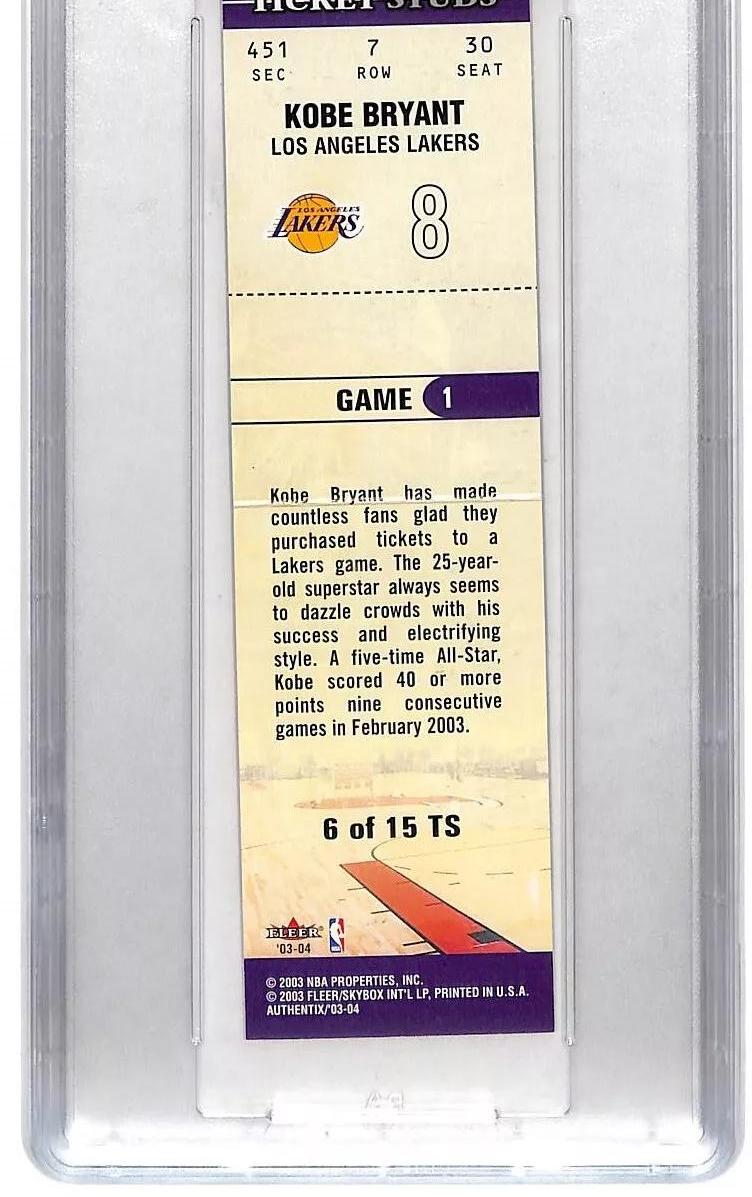 TICKET STUDS
451 7 30
SEC ROW SEAT
KOBE BRYANT
LOS ANGELES LAKERS
LOS ANGELES
LAKERS
8
GAME 1
Kobe Bryant has made
countless fans glad they
purchased tickets to a
Lakers game. The 25-year-
old superstar always seems
to dazzle crowds with his
success and electrifying
style. A five-time All-Star,
Kobe scored 40 or more
points nine consecutive
games in February 2003.
6 of 15 TS
FLEER
'03-04
© 2003 NBA PROPERTIES, INC.
© 2003 FLEER/SKYBOX INT'L LP, PRINTED IN U.S.A.
AUTHENTIX/'03-04